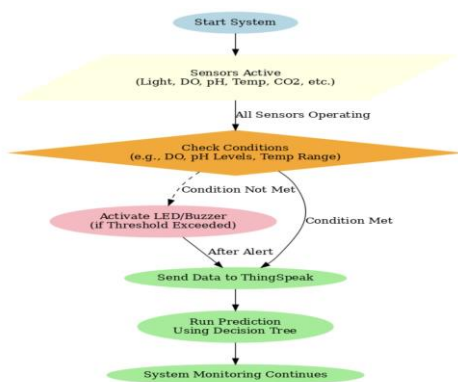 Start System
Sensors Active
(Light, DO, pH, Temp, CO2, etc.)
All Sensors Operating
Check Conditions
(e.g., DO, pH Levels, Temp Range)
Condition Not Met
Activate LED/Buzzer
(if Threshold Exceeded)
Condition Met
After Alert
Send Data to ThingSpeak
Run Prediction
Using Decision Tree
System Monitoring Continues